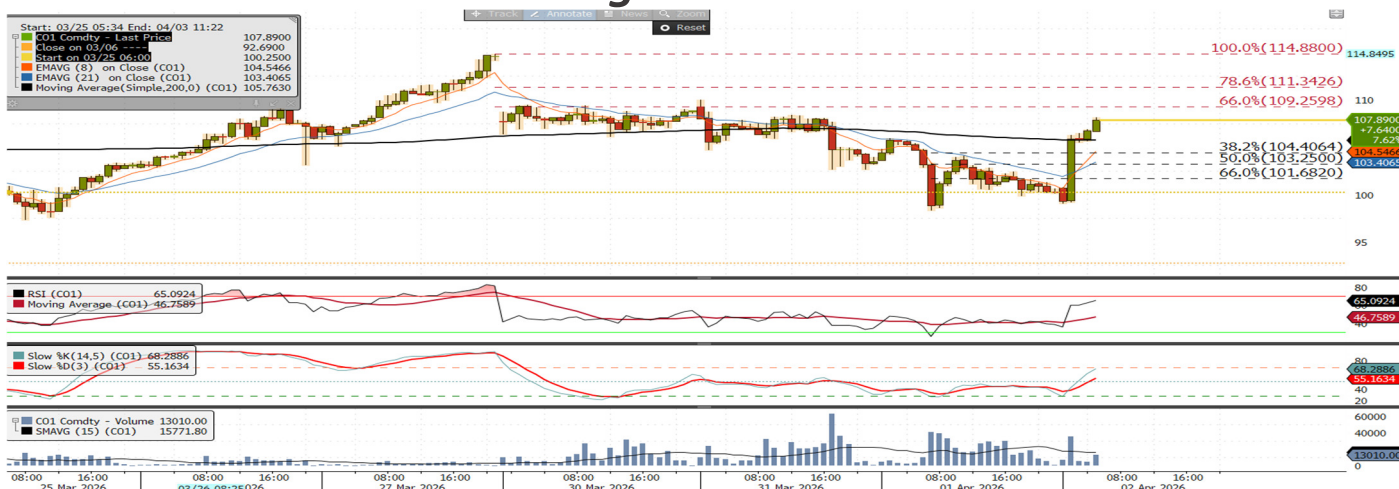 g
+ Track Annotate News Zoom
Reset
Start: 03/25 05:34 End: 04/03 11:22
CO1 Comdty - Last Price 107.8900
Close on 03/06 ---- 92.6900
Start on 03/25 06:00 100.2500
EMAVG (8) on Close (CO1) 104.5466
EMAVG (21) on Close (CO1) 103.4065
Moving Average(Simple,200,0) (CO1) 105.7630
100.0%(114.8800)
114.8495
78.6%(111.3426)
66.0%(109.2598)
110
107.8900
+7.6400
7.62%
38.2%(104.4064)
104.5466
50.0%(103.2500)
103.4065
66.0%(101.6820)
100
95
RSI (CO1) 65.0924
Moving Average (CO1) 46.7589
80
65.0924
46.7589
40
Slow %K(14,5) (CO1) 68.2886
Slow %D(3) (CO1) 55.1634
80
68.2886
55.1634
40
20
CO1 Comdty - Volume 13010.00
SMAVG (15) (CO1) 15771.80
60000
40000
13010.00
0
08:00 16:00 08:00 16:00 08:00 16:00 08:00 16:00 08:00 16:00 08:00 16:00 08:00 16:00
25 Mar 2026 03/26 08:25 026 27 Mar 2026 30 Mar 2026 31 Mar 2026 01 Apr 2026 02 Apr 2026